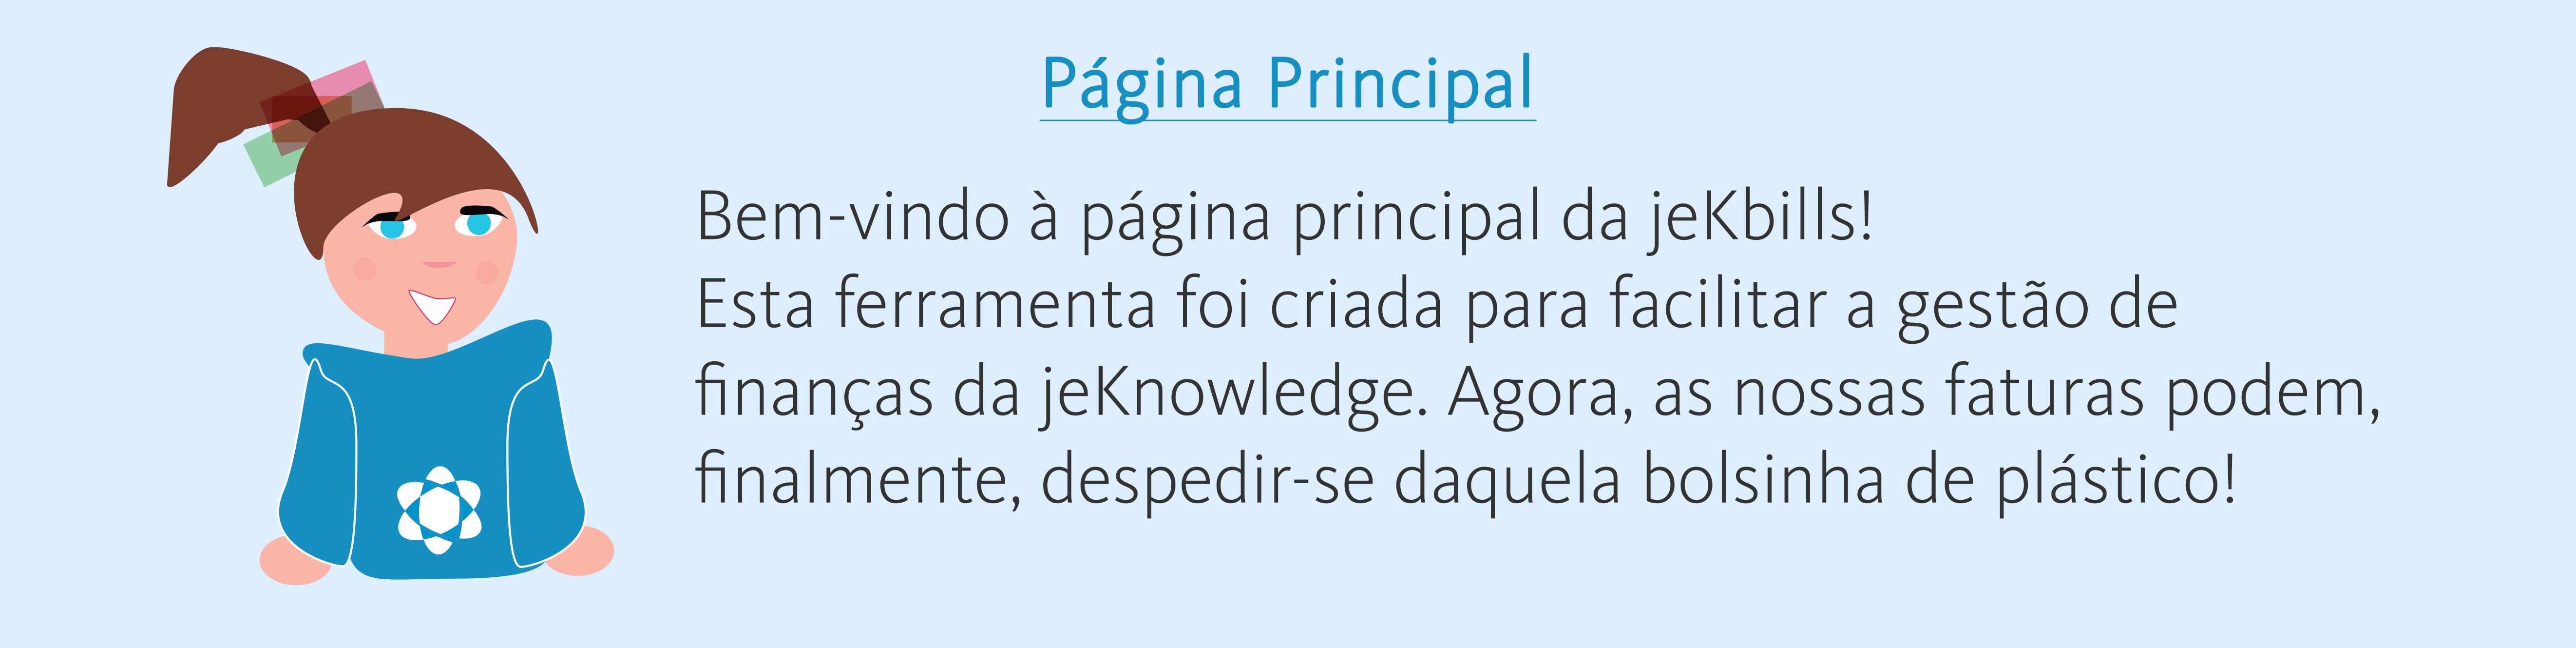 Página Principal
Bem-vindo à página principal da jeKbills!
Esta ferramenta foi criada para facilitar a gestão de
finanças da jeKnowledge. Agora, as nossas faturas podem,
finalmente, despedir-se daquela bolsinha de plástico!